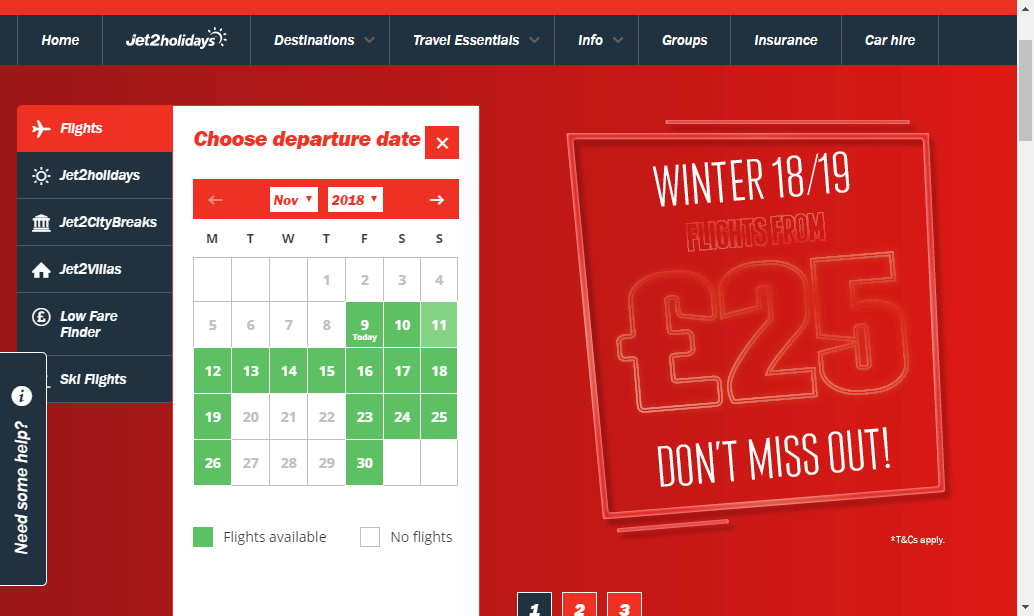 Home
Jet2holidays
Destinations
Travel Essentials
Info
Groups
Insurance
Car hire
Flights
Jet2holidays
Jet2CityBreaks
Jet2Villas
Low Fare
Finder
Ski Flights
Need some help?
Choose departure date
Nov 2018
M T W T F S S
1 2 3 4
5 6 7 8 9 10 11
Today
12 13 14 15 16 17 18
19 20 21 22 23 24 25
26 27 28 29 30
Flights available
No flights
WINTER 18/19
FLIGHTS FROM
£25
DON'T MISS OUT!
*T&Cs apply.
1 2 3